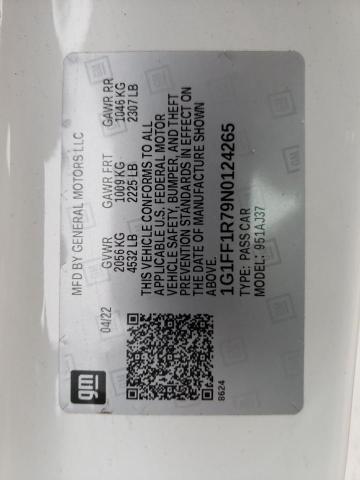 MFD BY GENERAL MOTORS LLC
04/22 GVWR GAWR FRT GAWR RR
2056 KG 1009 KG 1046 KG
4532 LB 2225 LB 2307 LB
THIS VEHICLE CONFORMS TO ALL
APPLICABLE U.S. FEDERAL MOTOR
VEHICLE SAFETY, BUMPER, AND THEFT
PREVENTION STANDARDS IN EFFECT ON
THE DATE OF MANUFACTURE SHOWN
ABOVE.
1G1FF1R79N0124265
TYPE: PASS CAR
MODEL: 951AJ37
gm
8624